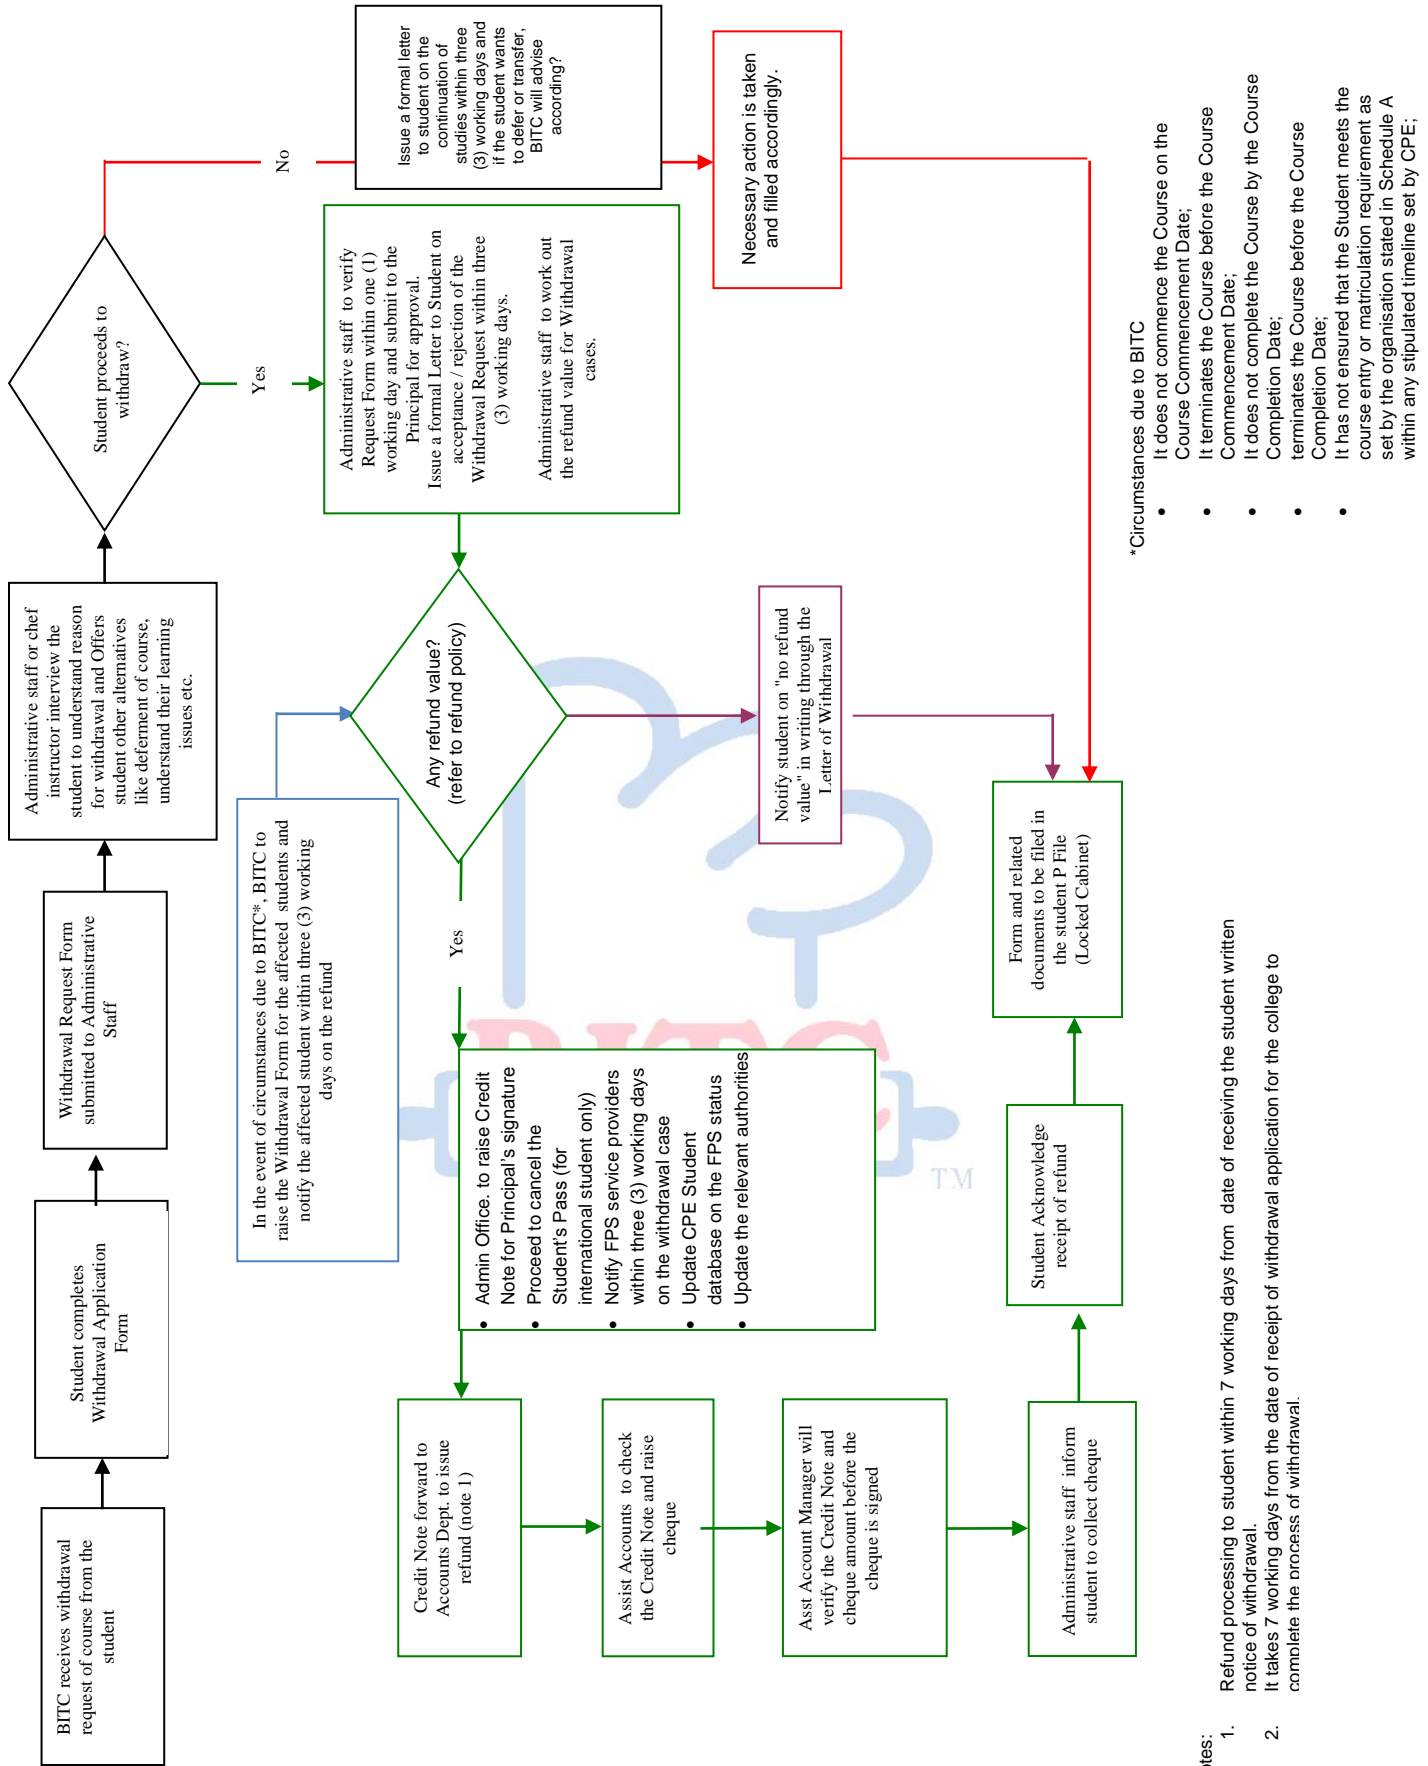 BITC receives withdrawal
request of course from the
student
Student completes
Withdrawal Application
Form
Withdrawal Request Form
submitted to Administrative
Staff
Administrative staff or chef
instructor interview the
student to understand reason
for withdrawal and Offers
student other alternatives
like deferment of course,
understand their learning
issues etc.
Student proceeds to
withdraw?
No
Issue a formal letter
to student on the
continuation of
studies within three
(3) working days and
if the student wants
to defer or transfer,
BITC will advise
according?
Necessary action is taken
and filled accordingly.
Yes
Administrative staff to verify
Request Form within one (1)
working day and submit to the
Principal for approval.
Issue a formal Letter to Student on
acceptance / rejection of the
Withdrawal Request within three
(3) working days.
Administrative staff to work out
the refund value for Withdrawal
cases.
In the event of circumstances due to BITC*, BITC to
raise the Withdrawal Form for the affected students and
notify the affected student within three (3) working
days on the refund
Any refund value?
(refer to refund policy)
Notify student on "no refund
value" in writing through the
Letter of Withdrawal
Yes
• Admin Office. to raise Credit
Note for Principal's signature
• Proceed to cancel the
Student's Pass (for
international student only)
• Notify FPS service providers
within three (3) working days
on the withdrawal case
• Update CPE Student
database on the FPS status
• Update the relevant authorities
Credit Note forward to
Accounts Dept. to issue
refund (note 1)
Assist Accounts to check
the Credit Note and raise
cheque
Asst Account Manager will
verify the Credit Note and
cheque amount before the
cheque is signed
Administrative staff inform
student to collect cheque
Student Acknowledge
receipt of refund
Form and related
documents to be filed in
the student P File
(Locked Cabinet)
BITC
TM
*Circumstances due to BITC
• It does not commence the Course on the
Course Commencement Date;
• It terminates the Course before the Course
Commencement Date;
• It does not complete the Course by the Course
Completion Date;
• terminates the Course before the Course
Completion Date;
• It has not ensured that the Student meets the
course entry or matriculation requirement as
set by the organisation stated in Schedule A
within any stipulated timeline set by CPE;
otes:
1. Refund processing to student within 7 working days from date of receiving the student written
notice of withdrawal.
2. It takes 7 working days from the date of receipt of withdrawal application for the college to
complete the process of withdrawal.